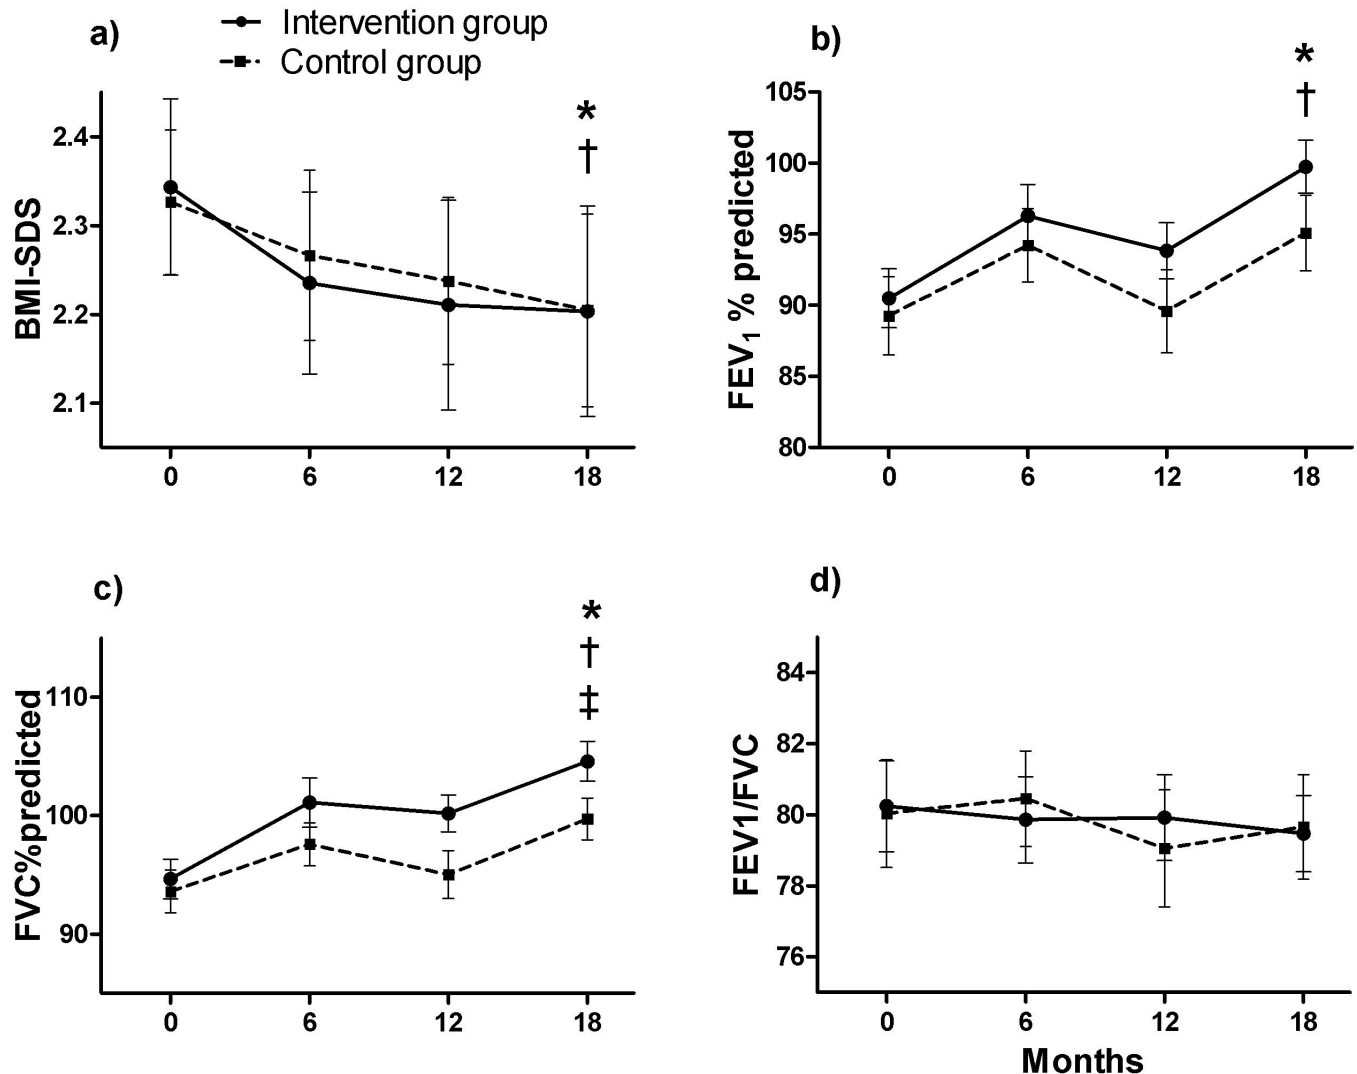 a)
Intervention group
Control group
BMI-SDS
2.4
2.3
2.2
2.1
0 6 12 18
*
†
b)
FEV1 % predicted
105
100
95
90
85
80
0 6 12 18
*
†
c)
FVC%predicted
110
100
90
0 6 12 18
*
†
‡
d)
FEV1/FVC
84
82
80
78
76
0 6 12 18
Months